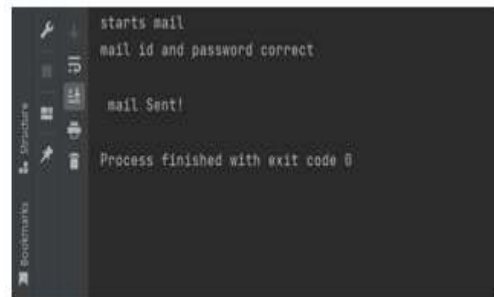 starts mail
mail id and password correct
mail Sent!
Process finished with exit code 0
Structure
Bookmarks